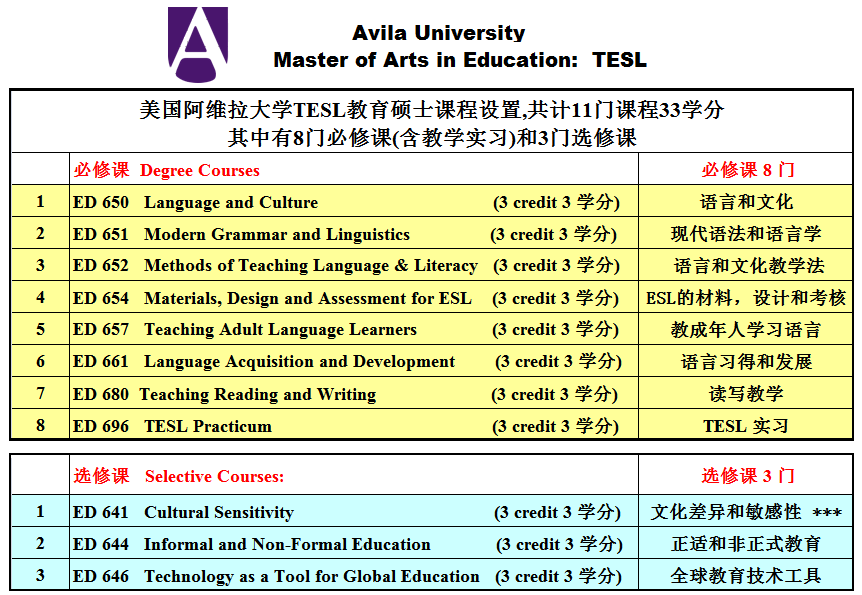 A
Avila University
Master of Arts in Education: TESL
美国阿维拉大学TESL教育硕士课程设置,共计11门课程33学分
其中有8门必修课(含教学实习)和3门选修课
必修课 Degree Courses 必修课 8 门
1 ED 650 Language and Culture (3 credit 3 学分) 语言和文化
2 ED 651 Modern Grammar and Linguistics (3 credit 3 学分) 现代语法和语言学
3 ED 652 Methods of Teaching Language & Literacy (3 credit 3 学分) 语言和文化教学法
4 ED 654 Materials, Design and Assessment for ESL (3 credit 3 学分) ESL的材料，设计和考核
5 ED 657 Teaching Adult Language Learners (3 credit 3 学分) 教成年人学习语言
6 ED 661 Language Acquisition and Development (3 credit 3 学分) 语言习得和发展
7 ED 680 Teaching Reading and Writing (3 credit 3 学分) 读写教学
8 ED 696 TESL Practicum (3 credit 3 学分) TESL 实习
选修课 Selective Courses: 选修课 3 门
1 ED 641 Cultural Sensitivity (3 credit 3 学分) 文化差异和敏感性 ***
2 ED 644 Informal and Non-Formal Education (3 credit 3 学分) 正适和非正式教育
3 ED 646 Technology as a Tool for Global Education (3 credit 3 学分) 全球教育技术工具